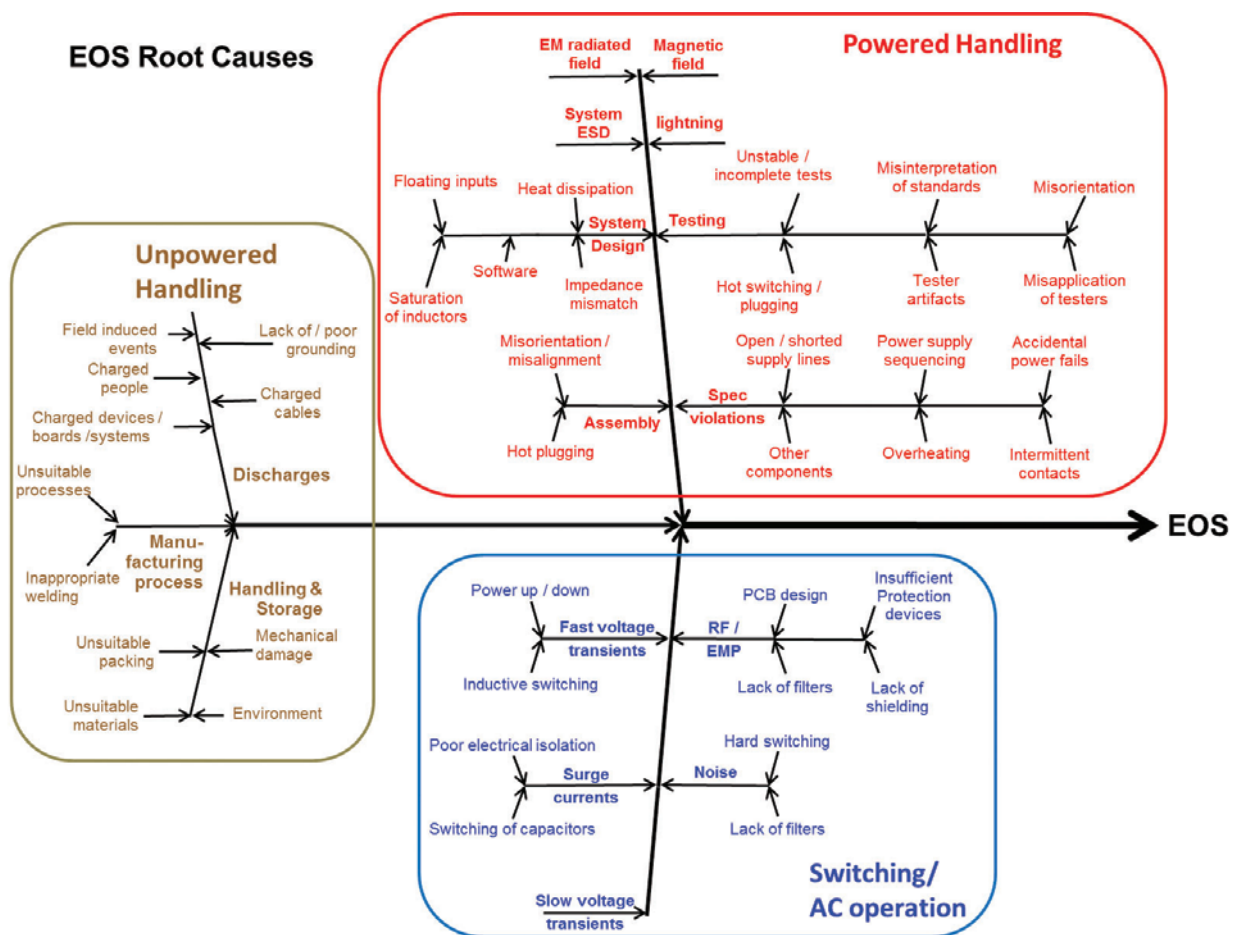 EOS Root Causes
Powered Handling
EM radiated
field
Magnetic
field
System
ESD
lightning
Floating inputs
Heat dissipation
Unstable /
incomplete tests
Misinterpretation
of standards
Misorientation
System
Design
Testing
Software
Saturation
of inductors
Impedance
mismatch
Hot switching /
plugging
Tester
artifacts
Misapplication
of testers
Misorientation /
misalignment
Open / shorted
supply lines
Power supply
sequencing
Accidental
power fails
Assembly
Spec
violations
Hot plugging
Other
components
Overheating
Intermittent
contacts
Unpowered
Handling
Field induced
events
Lack of / poor
grounding
Charged
people
Charged
cables
Charged devices /
boards /systems
Discharges
Unsuitable
processes
Manu-
facturing
process
Inappropriate
welding
Handling &
Storage
Unsuitable
packing
Mechanical
damage
Unsuitable
materials
Environment
EOS
Power up / down
PCB design
Insufficient
Protection
devices
Fast voltage
transients
RF /
EMP
Inductive switching
Lack of filters
Lack of
shielding
Poor electrical isolation
Hard switching
Surge
currents
Noise
Switching of capacitors
Lack of filters
Slow voltage
transients
Switching/
AC operation